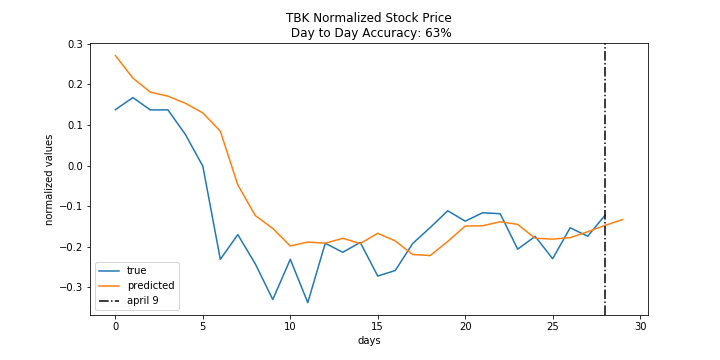 TBK Normalized Stock Price
Day to Day Accuracy: 63%
normalized values
0.3
0.2
0.1
0.0
−0.1
−0.2
−0.3
true
predicted
april 9
0 5 10 15 20 25 30
days